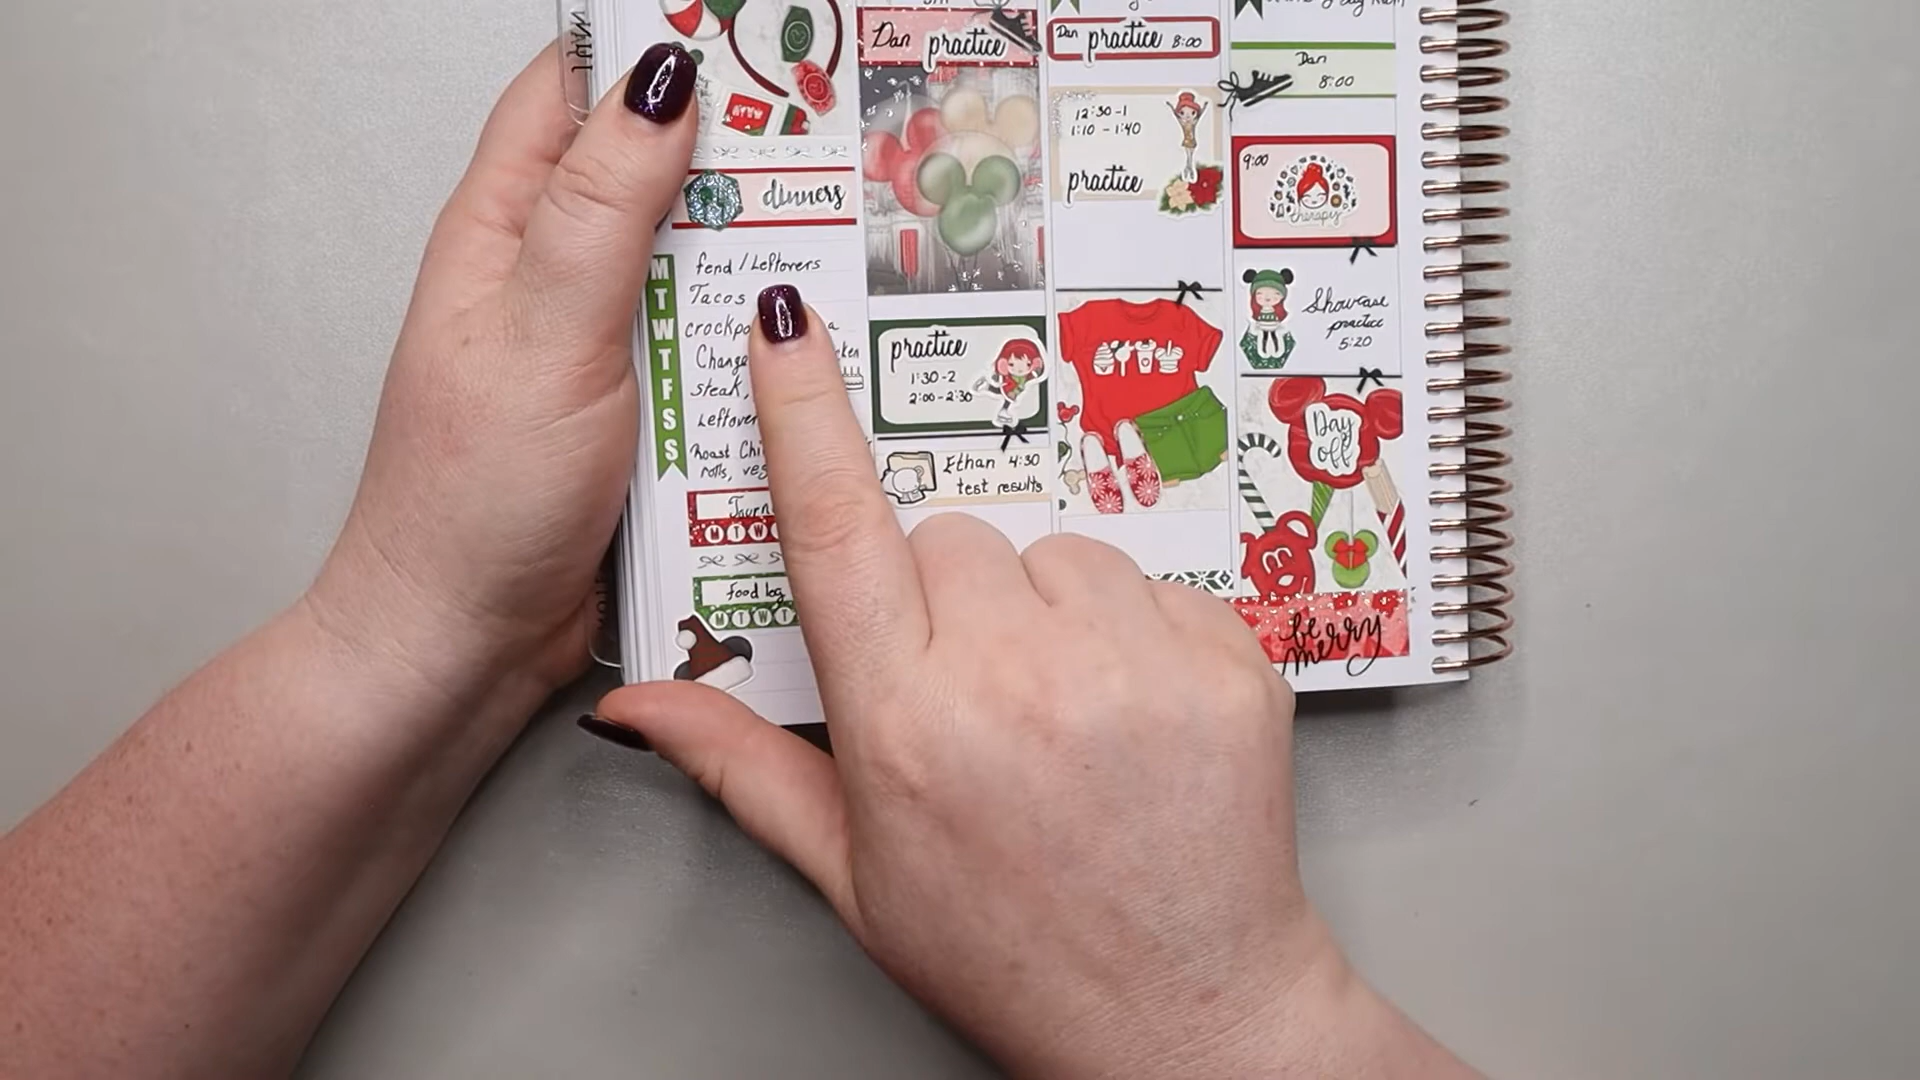 Dan practice
Dan practice 8:00
Dan
8:00
12:30-1
1:10 - 1:40
practice
9:00
therapy
dinners
M
T
W
T
F
S
S
fend / Leftovers
Tacos
crockpo
Change
steak,
Leftover
Roast Chi
rolls, veg
practice
1:30-2
2:00-2:30
Ethan 4:30
test results
Showcase
practice
5:20
Day
off
Journ
M T W
Food log
M T W T
be
merry